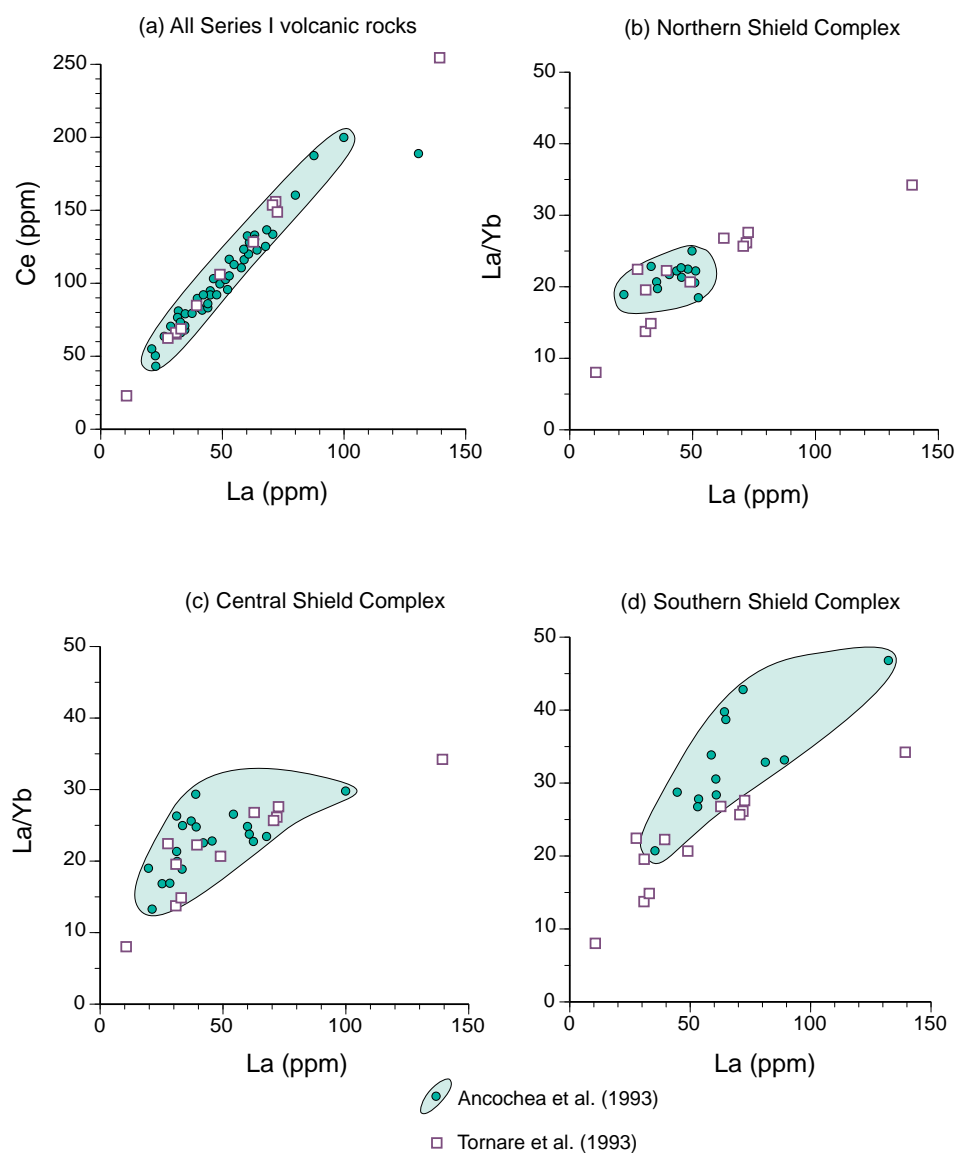 (a) All Series I volcanic rocks
250
200
150
100
50
0
0
50
100
150
Ce (ppm)
La (ppm)
(b) Northern Shield Complex
50
40
30
20
10
0
0
50
100
150
La/Yb
La (ppm)
(c) Central Shield Complex
50
40
30
20
10
0
0
50
100
150
La/Yb
La (ppm)
(d) Southern Shield Complex
50
40
30
20
10
0
0
50
100
150
La/Yb
La (ppm)
Ancochea et al. (1993)
Tornare et al. (1993)